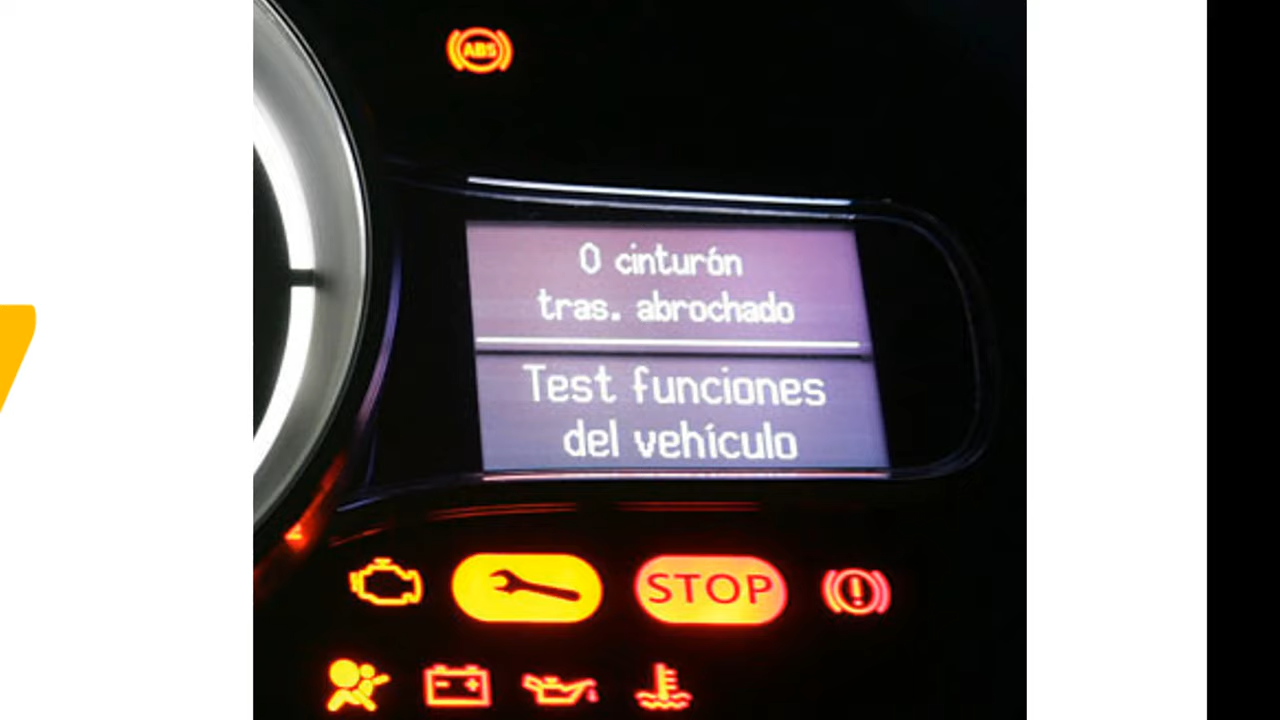 ABS
0 cinturón
tras. abrochado
Test funciones
del vehículo
STOP